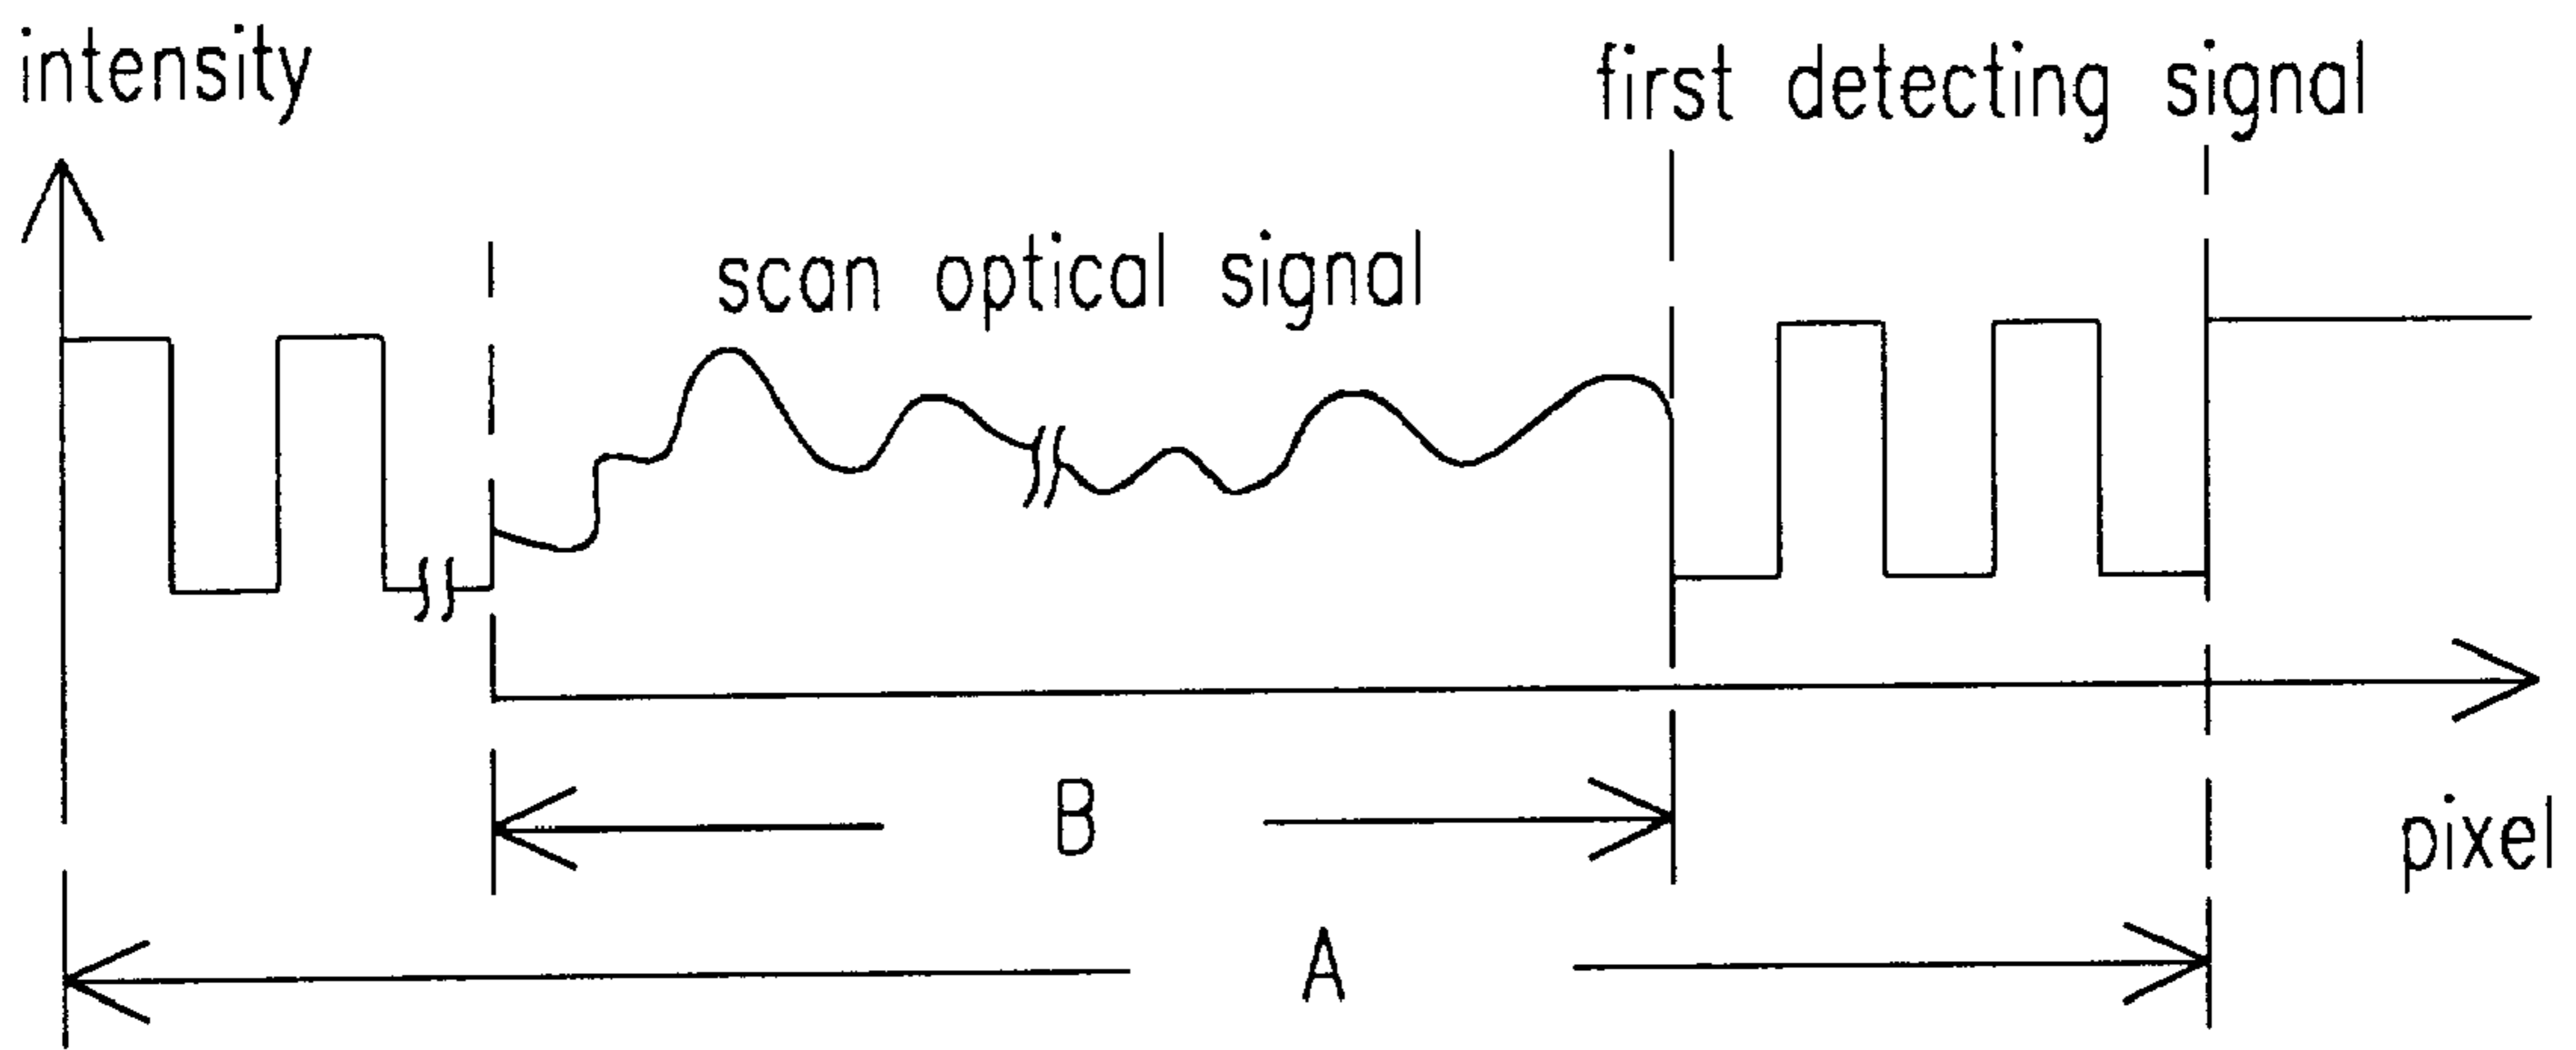 intensity
first detecting signal
scan optical signal
B
pixel
A